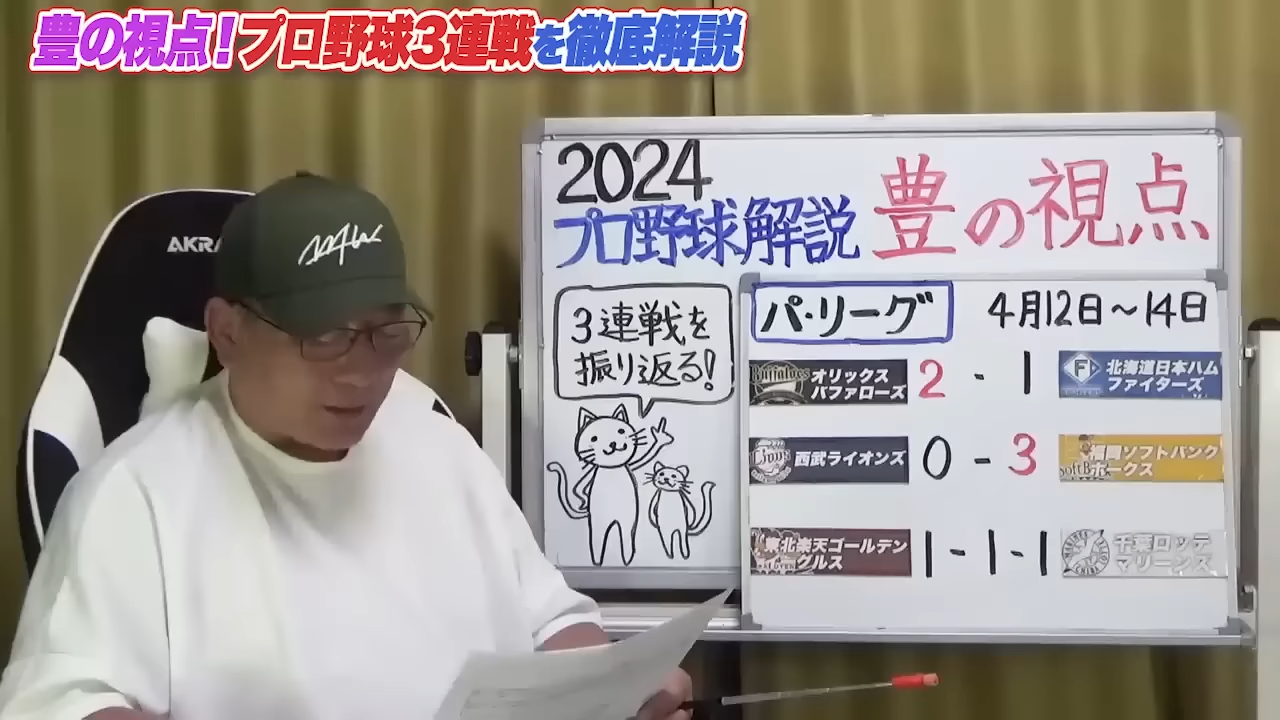 豊の視点!プロ野球3連戦を徹底解説
AKRA
2024
プロ野球解説 豊の視点
3連戦を
振り返る!
パ・リーグ 4月12日〜14日
Buffaloes
オリックス
バファローズ
2 - 1
F
北海道日本ハム
ファイターズ
Lions
西武ライオンズ
0 - 3
福岡ソフトバンク
ホークス
SoftB
東北楽天ゴールデン
グルス
1 - 1 - 1
MARINES
千葉ロッテ
マリーンズ